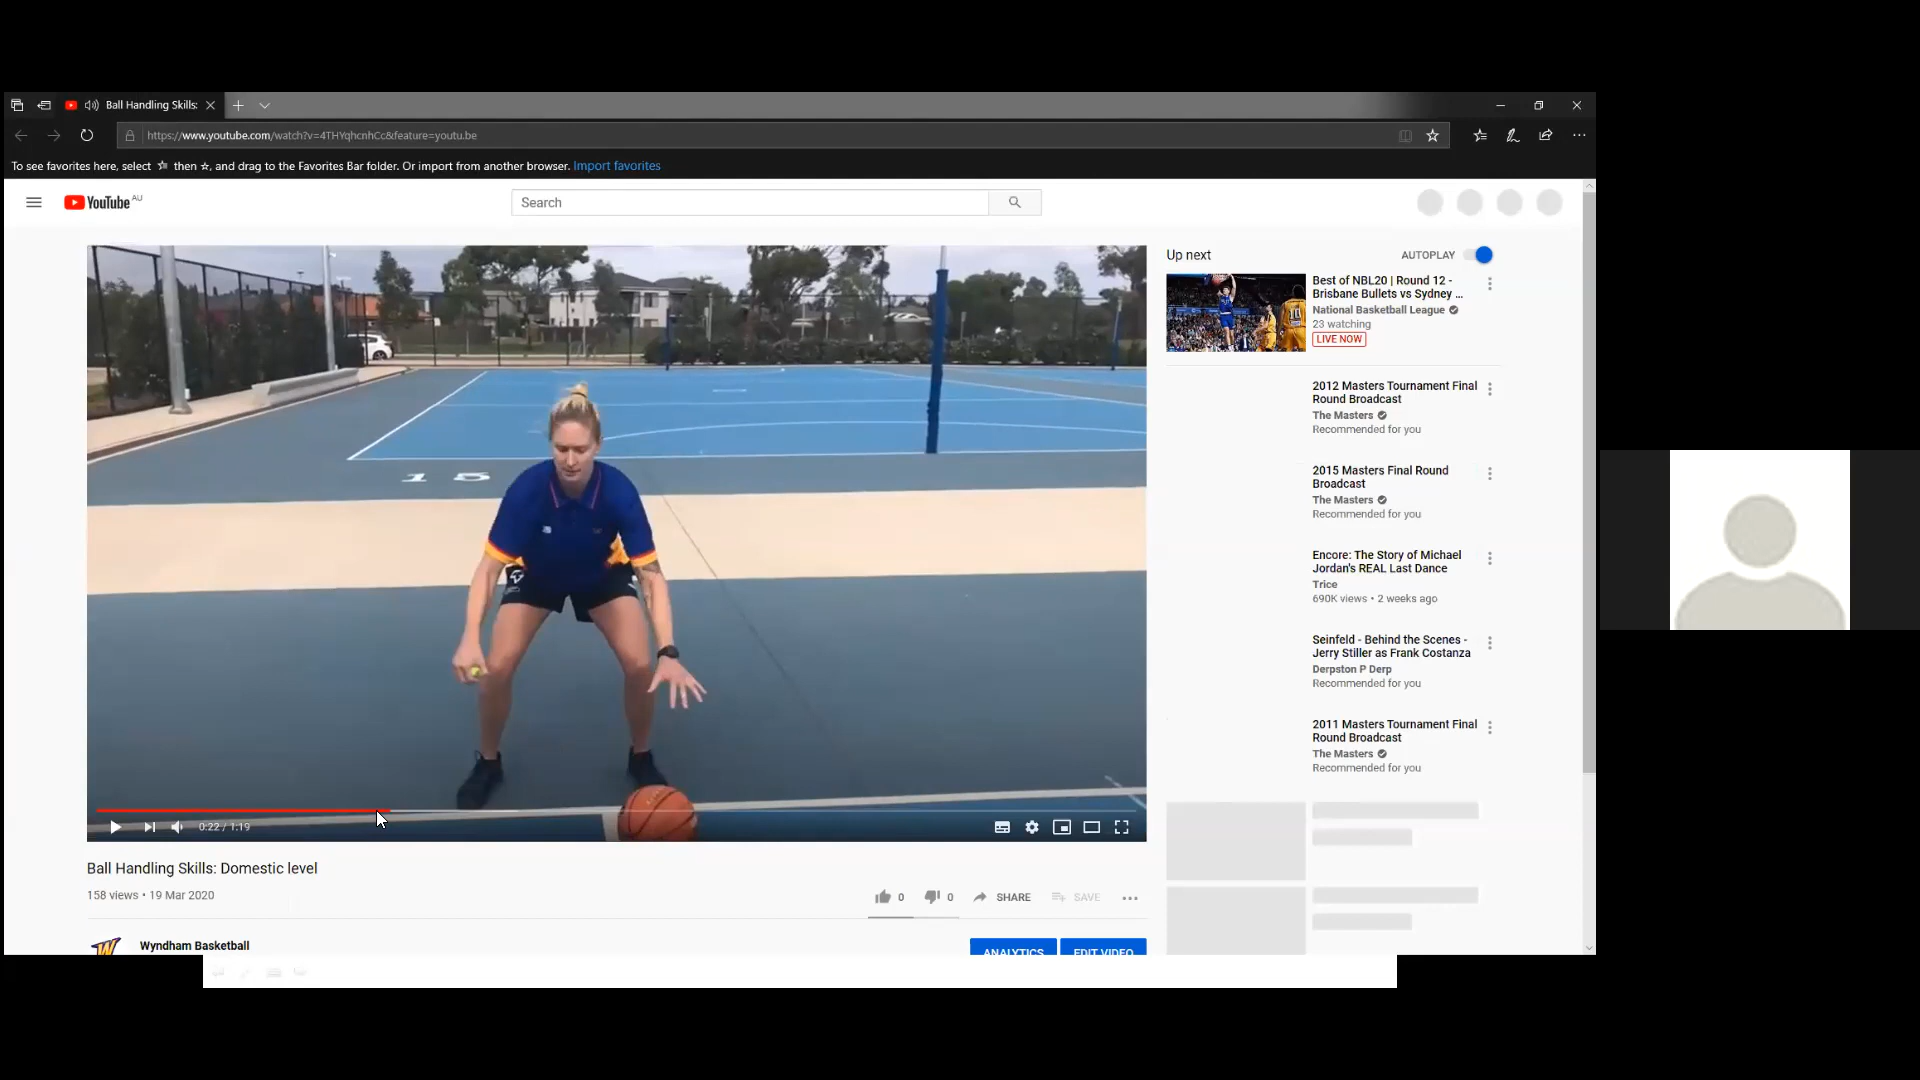 Ball Handling Skills:
https://www.youtube.com/watch?v=4THYqhcnhCc&feature=youtu.be
To see favorites here, select ☆ then ☆, and drag to the Favorites Bar folder. Or import from another browser. Import favorites
YouTube AU
Search
15
0:22 / 1:19
Ball Handling Skills: Domestic level
158 views • 19 Mar 2020
0
0
SHARE
SAVE
Wyndham Basketball
ANALYTICS
EDIT VIDEO
Up next
AUTOPLAY
Best of NBL20 | Round 12 -
Brisbane Bullets vs Sydney ...
National Basketball League
23 watching
LIVE NOW
2012 Masters Tournament Final
Round Broadcast
The Masters
Recommended for you
2015 Masters Final Round
Broadcast
The Masters
Recommended for you
Encore: The Story of Michael
Jordan's REAL Last Dance
Trice
690K views • 2 weeks ago
Seinfeld - Behind the Scenes -
Jerry Stiller as Frank Costanza
Derpston P Derp
Recommended for you
2011 Masters Tournament Final
Round Broadcast
The Masters
Recommended for you